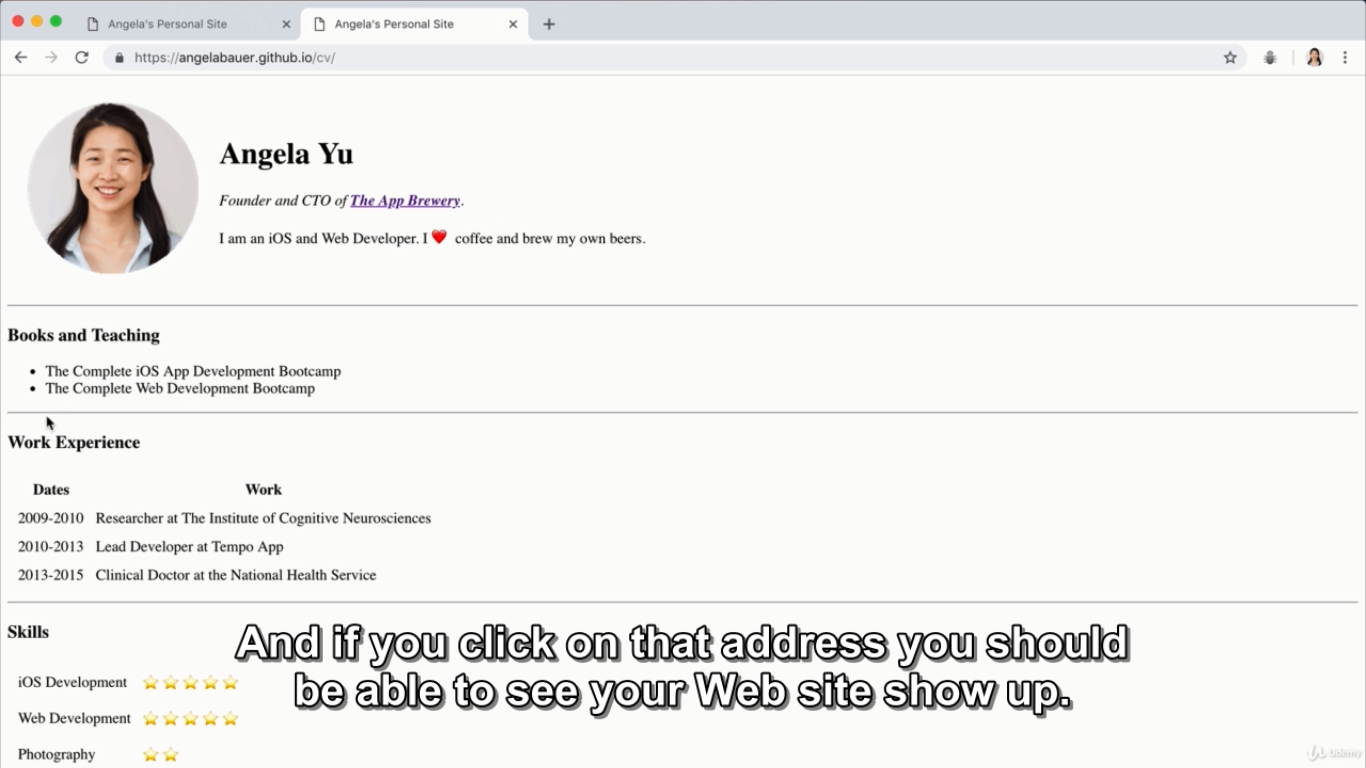 Angela's Personal Site
Angela's Personal Site
https://angelabauer.github.io/cv/
Angela Yu
Founder and CTO of The App Brewery.
I am an iOS and Web Developer. I ❤️ coffee and brew my own beers.
Books and Teaching
• The Complete iOS App Development Bootcamp
• The Complete Web Development Bootcamp
Work Experience
Dates Work
2009-2010 Researcher at The Institute of Cognitive Neurosciences
2010-2013 Lead Developer at Tempo App
2013-2015 Clinical Doctor at the National Health Service
Skills
iOS Development ⭐⭐⭐⭐⭐
Web Development ⭐⭐⭐⭐⭐
Photography ⭐⭐
And if you click on that address you should
be able to see your Web site show up.
Udemy